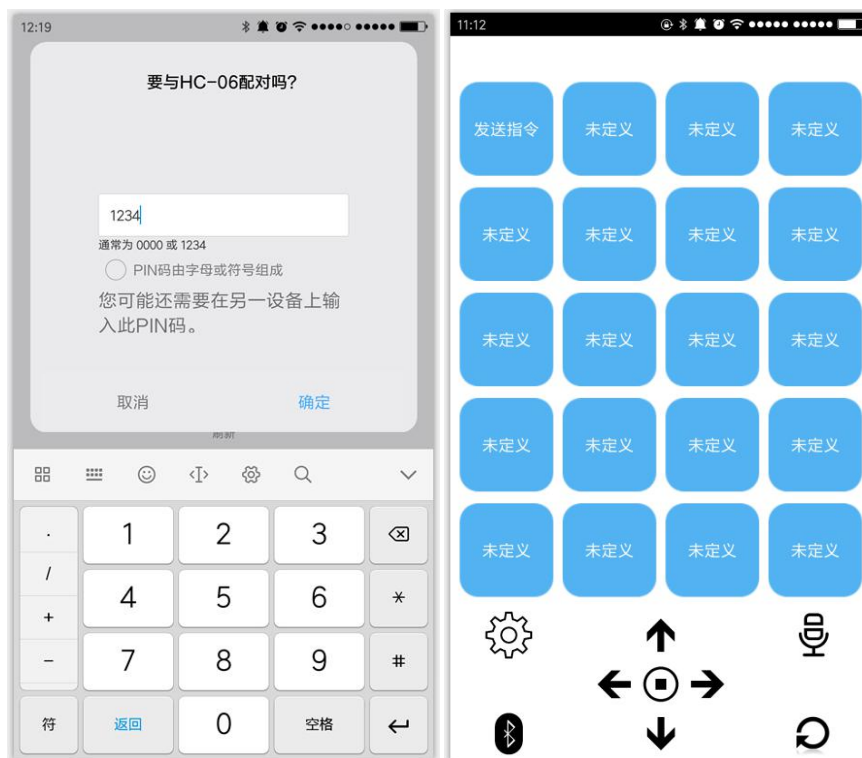 12:19
要与HC-06配对吗?
1234
通常为 0000 或 1234
PIN码由字母或符号组成
您可能还需要在另一设备上输
入此PIN码。
取消 确定
刷新
. 1 2 3
/ 4 5 6 *
+
- 7 8 9 #
符 返回 0 空格
11:12
发送指令 未定义 未定义 未定义
未定义 未定义 未定义 未定义
未定义 未定义 未定义 未定义
未定义 未定义 未定义 未定义
未定义 未定义 未定义 未定义